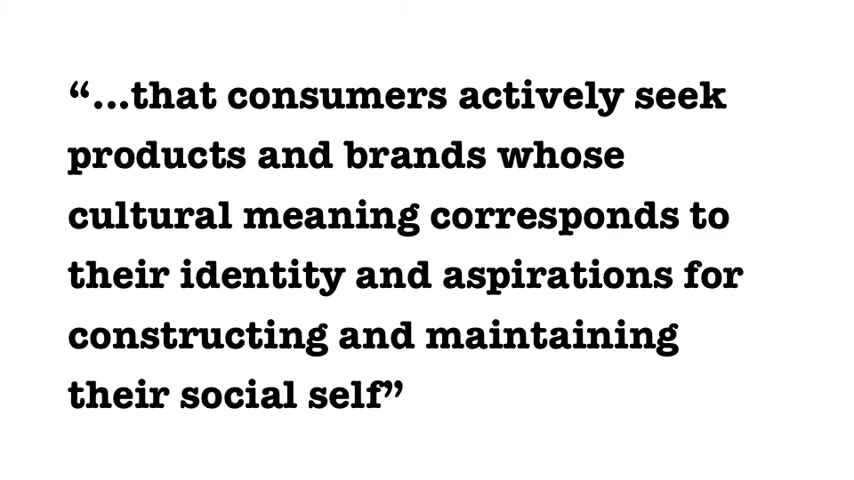 “...that consumers actively seek
products and brands whose
cultural meaning corresponds to
their identity and aspirations for
constructing and maintaining
their social self”